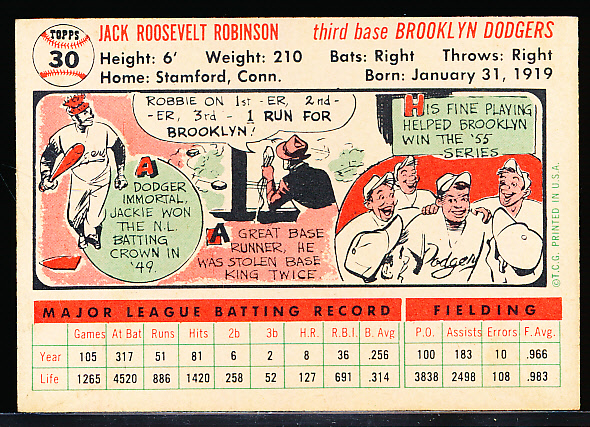 TOPPS
30
JACK ROOSEVELT ROBINSON third base BROOKLYN DODGERS
Height: 6' Weight: 210 Bats: Right Throws: Right
Home: Stamford, Conn. Born: January 31, 1919
A
DODGER
IMMORTAL,
JACKIE WON
THE N.L.
BATTING
CROWN IN
'49.
ROBBIE ON 1st-ER, 2nd-
ER, 3rd - 1 RUN FOR
BROOKLYN!
A GREAT BASE
RUNNER, HE
WAS STOLEN BASE
KING TWICE.
HIS FINE PLAYING
HELPED BROOKLYN
WIN THE '55
SERIES
Dodgers
©T.C.G. PRINTED IN U.S.A.
MAJOR LEAGUE BATTING RECORD FIELDING
Games At Bat Runs Hits 2b 3b H.R. R.B.I. B. Avg P.O. Assists Errors F. Avg.
Year 105 317 51 81 6 2 8 36 .256 100 183 10 .966
Life 1265 4520 886 1420 258 52 127 691 .314 3838 2498 108 .983